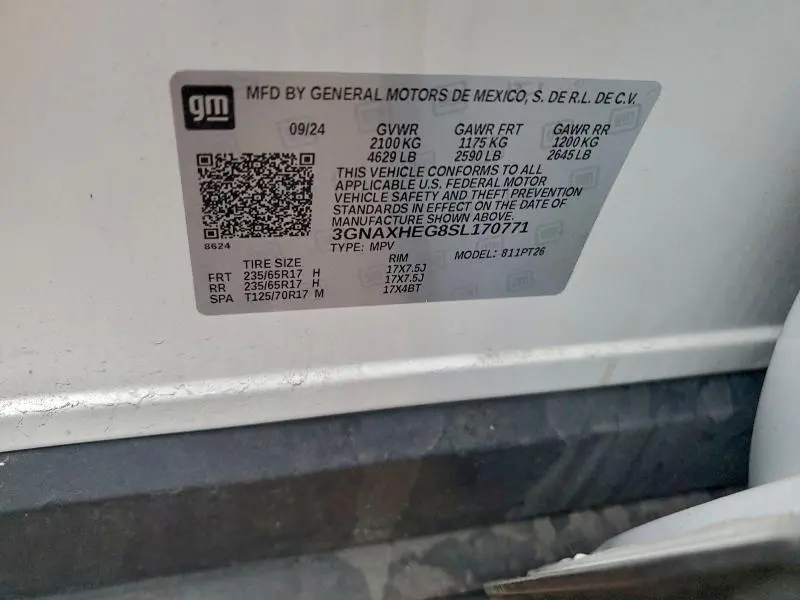 gm MFD BY GENERAL MOTORS DE MEXICO, S. DE R.L. DE C.V.
09/24 GVWR GAWR FRT GAWR RR
2100 KG 1175 KG 1200 KG
4629 LB 2590 LB 2645 LB
THIS VEHICLE CONFORMS TO ALL
APPLICABLE U.S. FEDERAL MOTOR
VEHICLE SAFETY AND THEFT PREVENTION
STANDARDS IN EFFECT ON THE DATE OF
MANUFACTURE SHOWN ABOVE.
3GNAXHEG8SL170771
8624
TYPE: MPV MODEL: 811PT26
TIRE SIZE RIM
FRT 235/65R17 H 17X7.5J
RR 235/65R17 H 17X7.5J
SPA T125/70R17 M 17X4BT